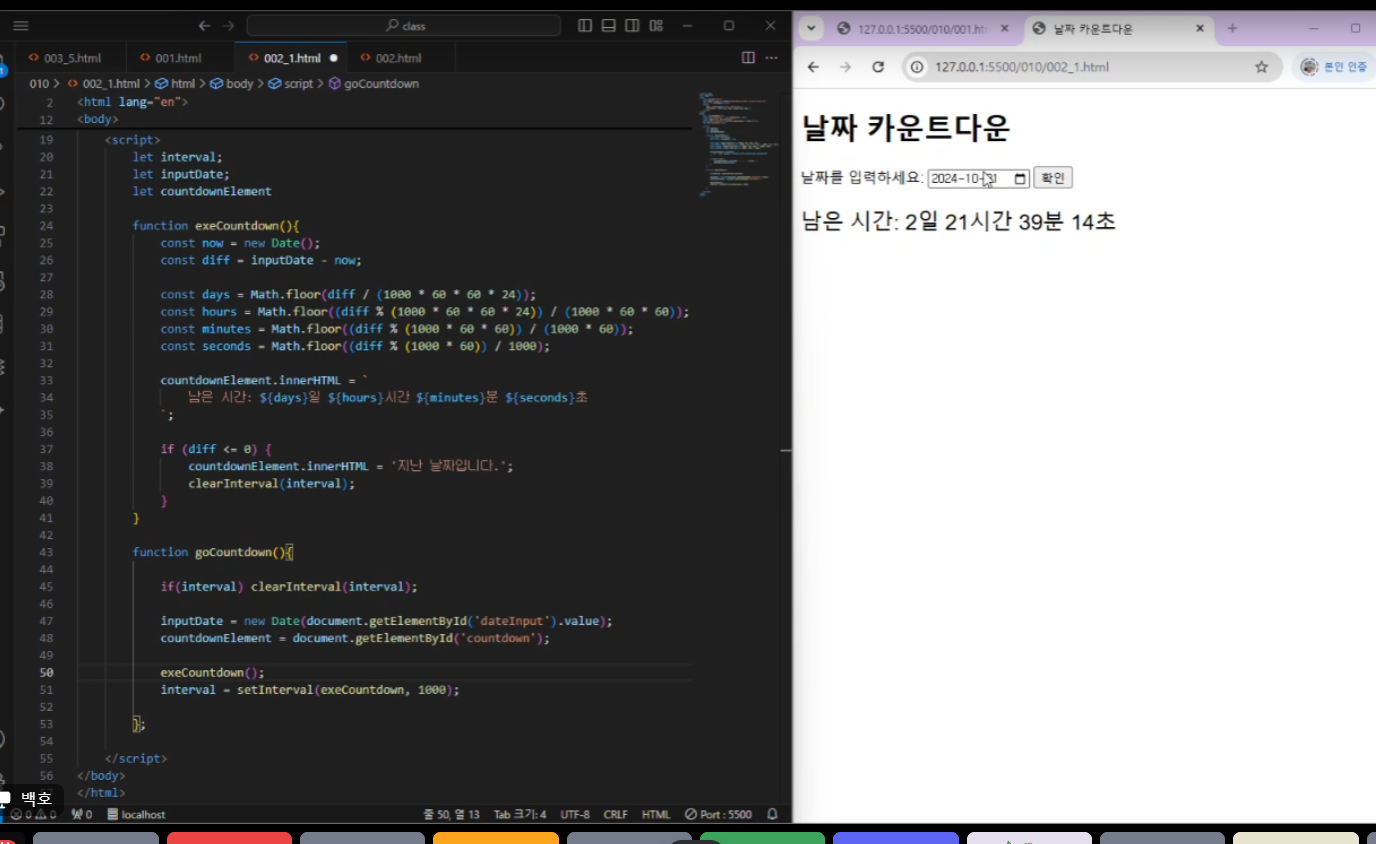 class
003_5.html
001.html
002_1.html
002.html
010 > 002_1.html > html > body > script > goCountdown
2 <html lang="en">
12 <body>
19 <script>
20 let interval;
21 let inputDate;
22 let countdownElement
23
24 function exeCountdown(){
25 const now = new Date();
26 const diff = inputDate - now;
27
28 const days = Math.floor(diff / (1000 * 60 * 60 * 24));
29 const hours = Math.floor((diff % (1000 * 60 * 60 * 24)) / (1000 * 60 * 60));
30 const minutes = Math.floor((diff % (1000 * 60 * 60)) / (1000 * 60));
31 const seconds = Math.floor((diff % (1000 * 60)) / 1000);
32
33 countdownElement.innerHTML = `
34 남은 시간: ${days}일 ${hours}시간 ${minutes}분 ${seconds}초
35 `;
36
37 if (diff <= 0) {
38 countdownElement.innerHTML = '지난 날짜입니다.';
39 clearInterval(interval);
40 }
41 }
42
43 function goCountdown(){
44
45 if(interval) clearInterval(interval);
46
47 inputDate = new Date(document.getElementById('dateInput').value);
48 countdownElement = document.getElementById('countdown');
49
50 exeCountdown();
51 interval = setInterval(exeCountdown, 1000);
52
53 };
54
55 </script>
56 </body>
</html>
백호
0 0 0 localhost 줄 50, 열 13 Tab 크기: 4 UTF-8 CRLF HTML Port : 5500
127.0.0.1:5500/010/001.htm
날짜 카운트다운
127.0.0.1:5500/010/002_1.html
본인 인증
날짜 카운트다운
날짜를 입력하세요: 2024-10-31 확인
남은 시간: 2일 21시간 39분 14초